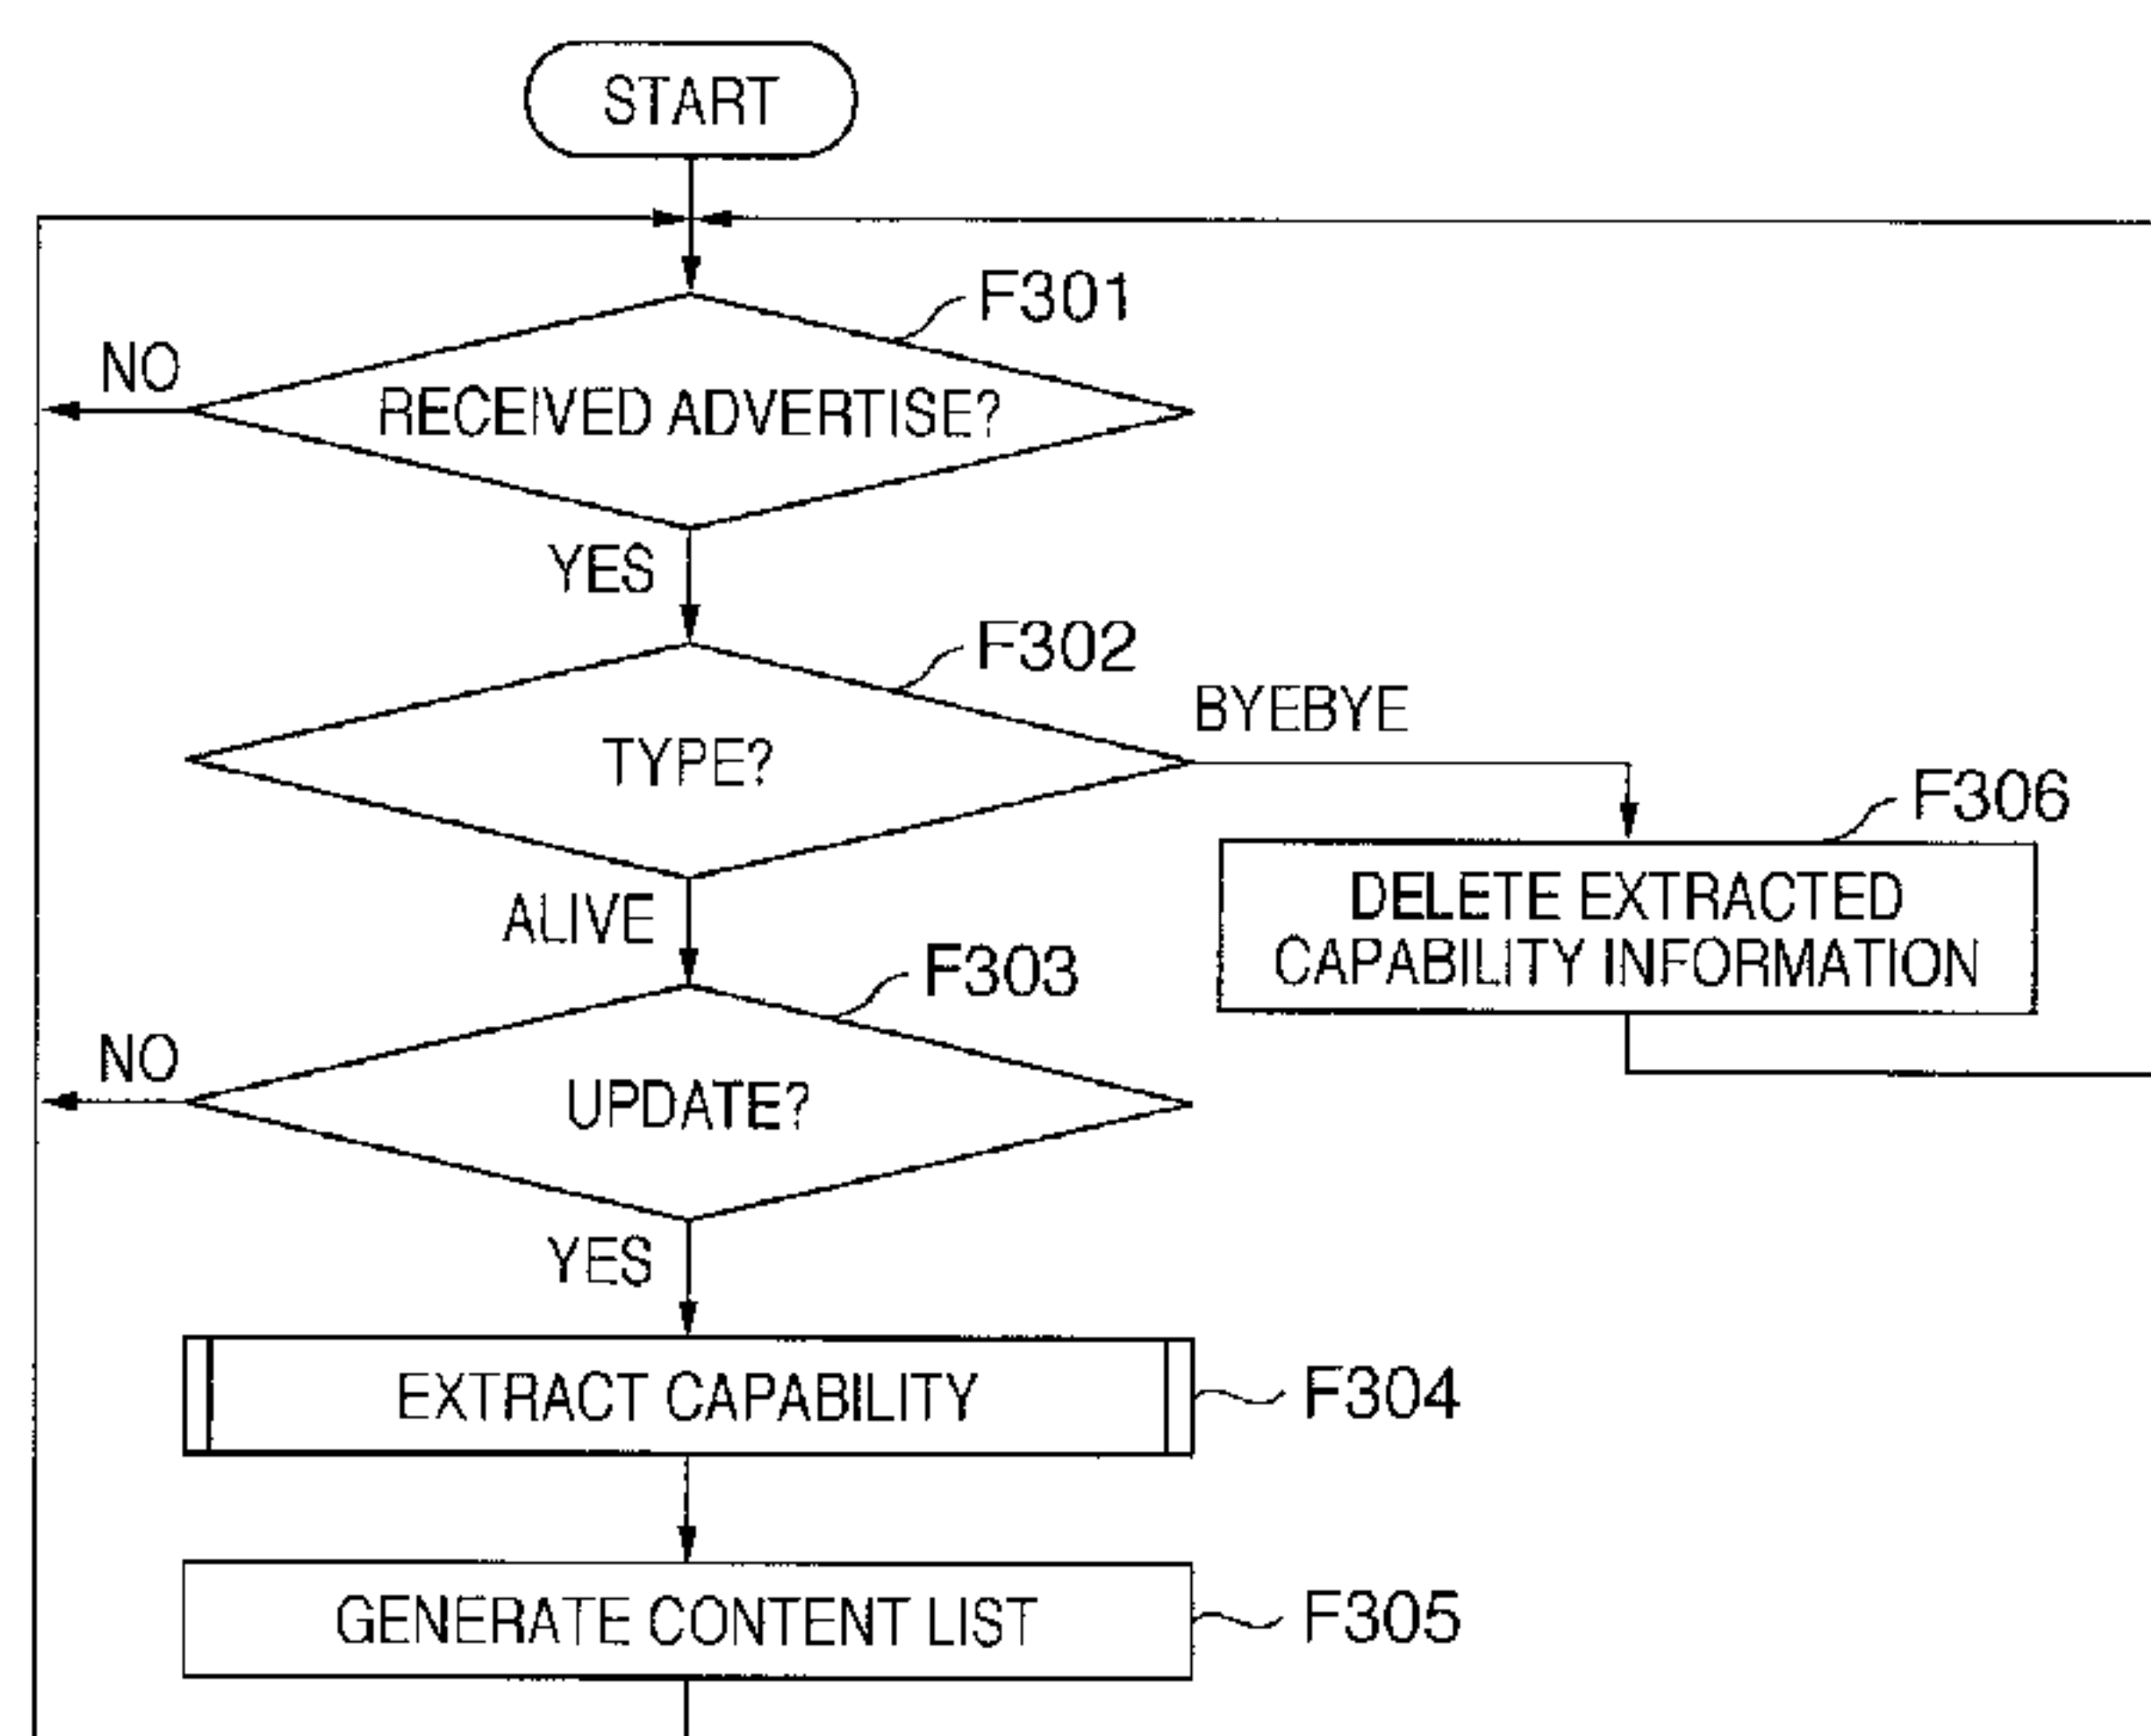 START
F301
NO
RECEIVED ADVERTISE?
YES
F302
BYEBYE
TYPE?
F306
DELETE EXTRACTED
CAPABILITY INFORMATION
ALIVE
F303
NO
UPDATE?
YES
EXTRACT CAPABILITY
F304
GENERATE CONTENT LIST
F305